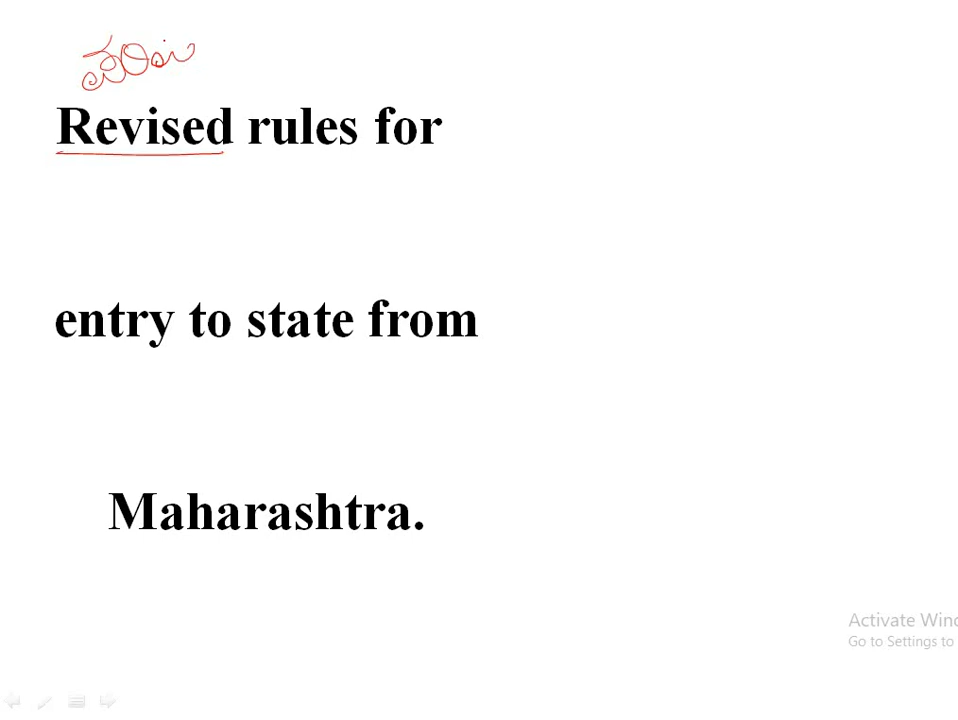 Revised rules for
entry to state from
Maharashtra.
Activate Wind
Go to Settings to